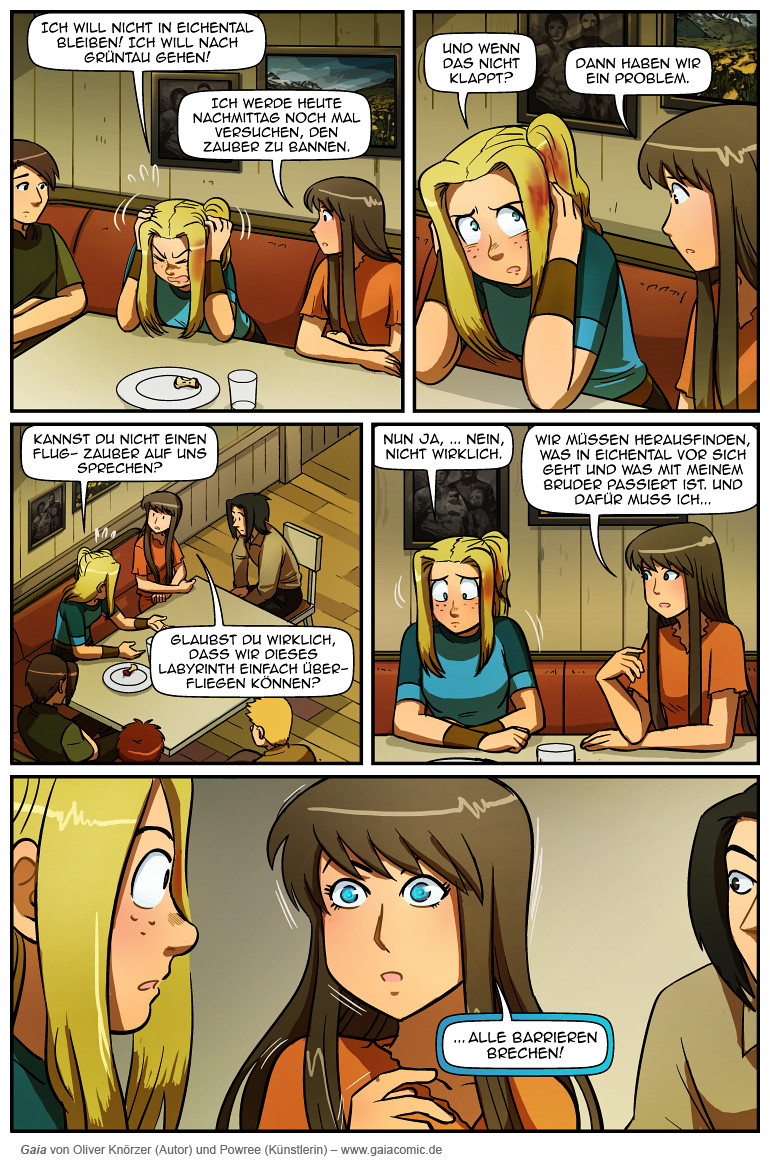 ICH WILL NICHT IN EICHENTAL
BLEIBEN! ICH WILL NACH
GRÜNTAU GEHEN!
ICH WERDE HEUTE
NACHMITTAG NOCH MAL
VERSUCHEN, DEN
ZAUBER ZU BANNEN.
UND WENN
DAS NICHT
KLAPPT?
DANN HABEN WIR
EIN PROBLEM.
KANNST DU NICHT EINEN
FLUG- ZAUBER AUF UNS
SPRECHEN?
GLAUBST DU WIRKLICH,
DASS WIR DIESES
LABYRINTH EINFACH ÜBER-
FLIEGEN KÖNNEN?
NUN JA, ... NEIN,
NICHT WIRKLICH.
WIR MÜSSEN HERAUSFINDEN,
WAS IN EICHENTAL VOR SICH
GEHT UND WAS MIT MEINEM
BRUDER PASSIERT IST. UND
DAFÜR MUSS ICH...
... ALLE BARRIEREN
BRECHEN!
Gaia von Oliver Knörzer (Autor) und Powree (Künstlerin) – www.gaiacomic.de